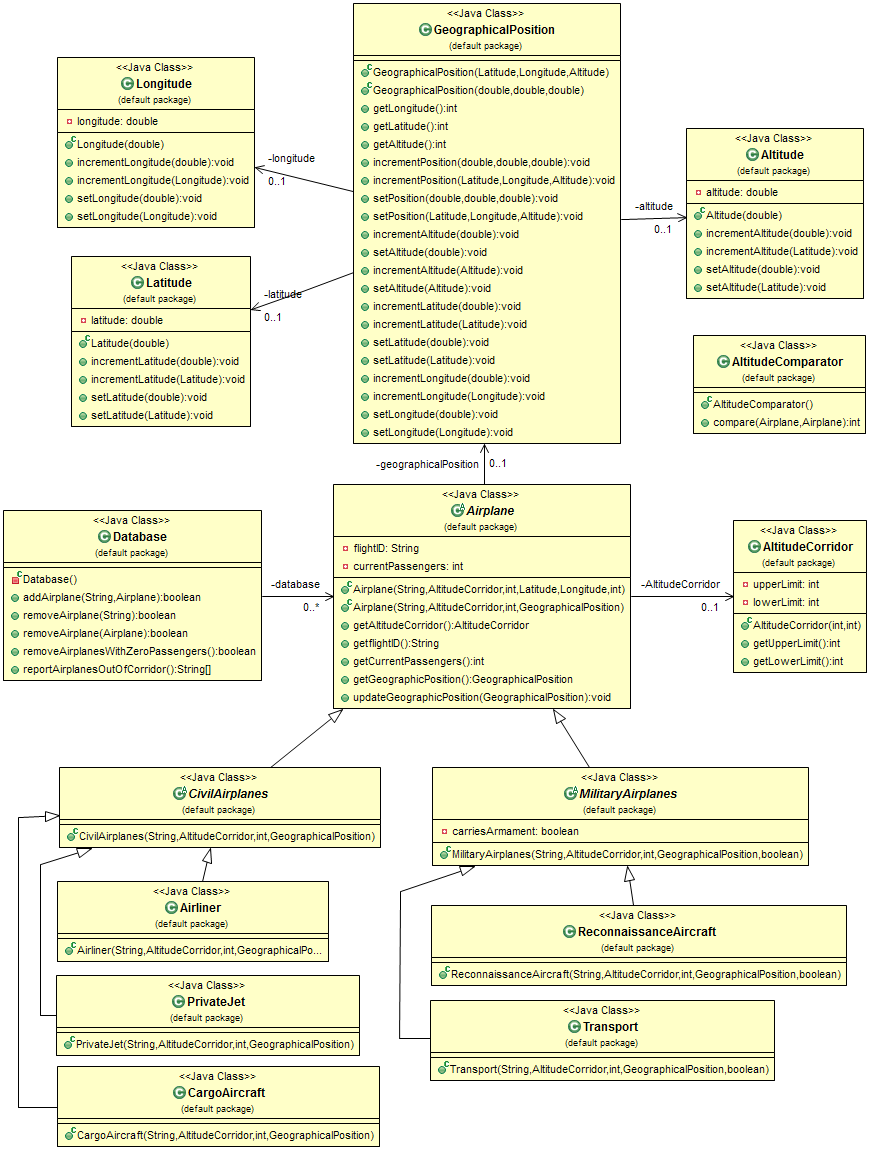 <<Java Class>>
GeographicalPosition
(default package)
GeographicalPosition(Latitude,Longitude,Altitude)
GeographicalPosition(double,double,double)
getLongitude():int
getLatitude():int
getAltitude():int
incrementPosition(double,double,double):void
incrementPosition(Latitude,Longitude,Altitude):void
setPosition(double,double,double):void
setPosition(Latitude,Longitude,Altitude):void
incrementAltitude(double):void
setAltitude(double):void
incrementAltitude(Altitude):void
setAltitude(Altitude):void
incrementLatitude(double):void
incrementLatitude(Latitude):void
setLatitude(double):void
setLatitude(Latitude):void
incrementLongitude(double):void
incrementLongitude(Longitude):void
setLongitude(double):void
setLongitude(Longitude):void
<<Java Class>>
Longitude
(default package)
longitude: double
Longitude(double)
incrementLongitude(double):void
incrementLongitude(Longitude):void
setLongitude(double):void
setLongitude(Longitude):void
-longitude
0..1
<<Java Class>>
Latitude
(default package)
latitude: double
Latitude(double)
incrementLatitude(double):void
incrementLatitude(Latitude):void
setLatitude(double):void
setLatitude(Latitude):void
-latitude
0..1
-altitude
0..1
<<Java Class>>
Altitude
(default package)
altitude: double
Altitude(double)
incrementAltitude(double):void
incrementAltitude(Latitude):void
setAltitude(double):void
setAltitude(Latitude):void
<<Java Class>>
AltitudeComparator
(default package)
AltitudeComparator()
compare(Airplane,Airplane):int
-geographicalPosition
0..1
<<Java Class>>
Airplane
(default package)
flightID: String
currentPassengers: int
Airplane(String,AltitudeCorridor,int,Latitude,Longitude,int)
Airplane(String,AltitudeCorridor,int,GeographicalPosition)
getAltitudeCorridor():AltitudeCorridor
getflightID():String
getCurrentPassengers():int
getGeographicPosition():GeographicalPosition
updateGeographicPosition(GeographicalPosition):void
<<Java Class>>
Database
(default package)
Database()
addAirplane(String,Airplane):boolean
removeAirplane(String):boolean
removeAirplane(Airplane):boolean
removeAirplanesWithZeroPassengers():boolean
reportAirplanesOutOfCorridor():String[]
-database
0..*
-AltitudeCorridor
0..1
<<Java Class>>
AltitudeCorridor
(default package)
upperLimit: int
lowerLimit: int
AltitudeCorridor(int,int)
getUpperLimit():int
getLowerLimit():int
<<Java Class>>
CivilAirplanes
(default package)
CivilAirplanes(String,AltitudeCorridor,int,GeographicalPosition)
<<Java Class>>
MilitaryAirplanes
(default package)
carriesArmament: boolean
MilitaryAirplanes(String,AltitudeCorridor,int,GeographicalPosition,boolean)
<<Java Class>>
Airliner
(default package)
Airliner(String,AltitudeCorridor,int,GeographicalPo...
<<Java Class>>
ReconnaissanceAircraft
(default package)
ReconnaissanceAircraft(String,AltitudeCorridor,int,GeographicalPosition,boolean)
<<Java Class>>
PrivateJet
(default package)
PrivateJet(String,AltitudeCorridor,int,GeographicalPosition)
<<Java Class>>
Transport
(default package)
Transport(String,AltitudeCorridor,int,GeographicalPosition,boolean)
<<Java Class>>
CargoAircraft
(default package)
CargoAircraft(String,AltitudeCorridor,int,GeographicalPosition)